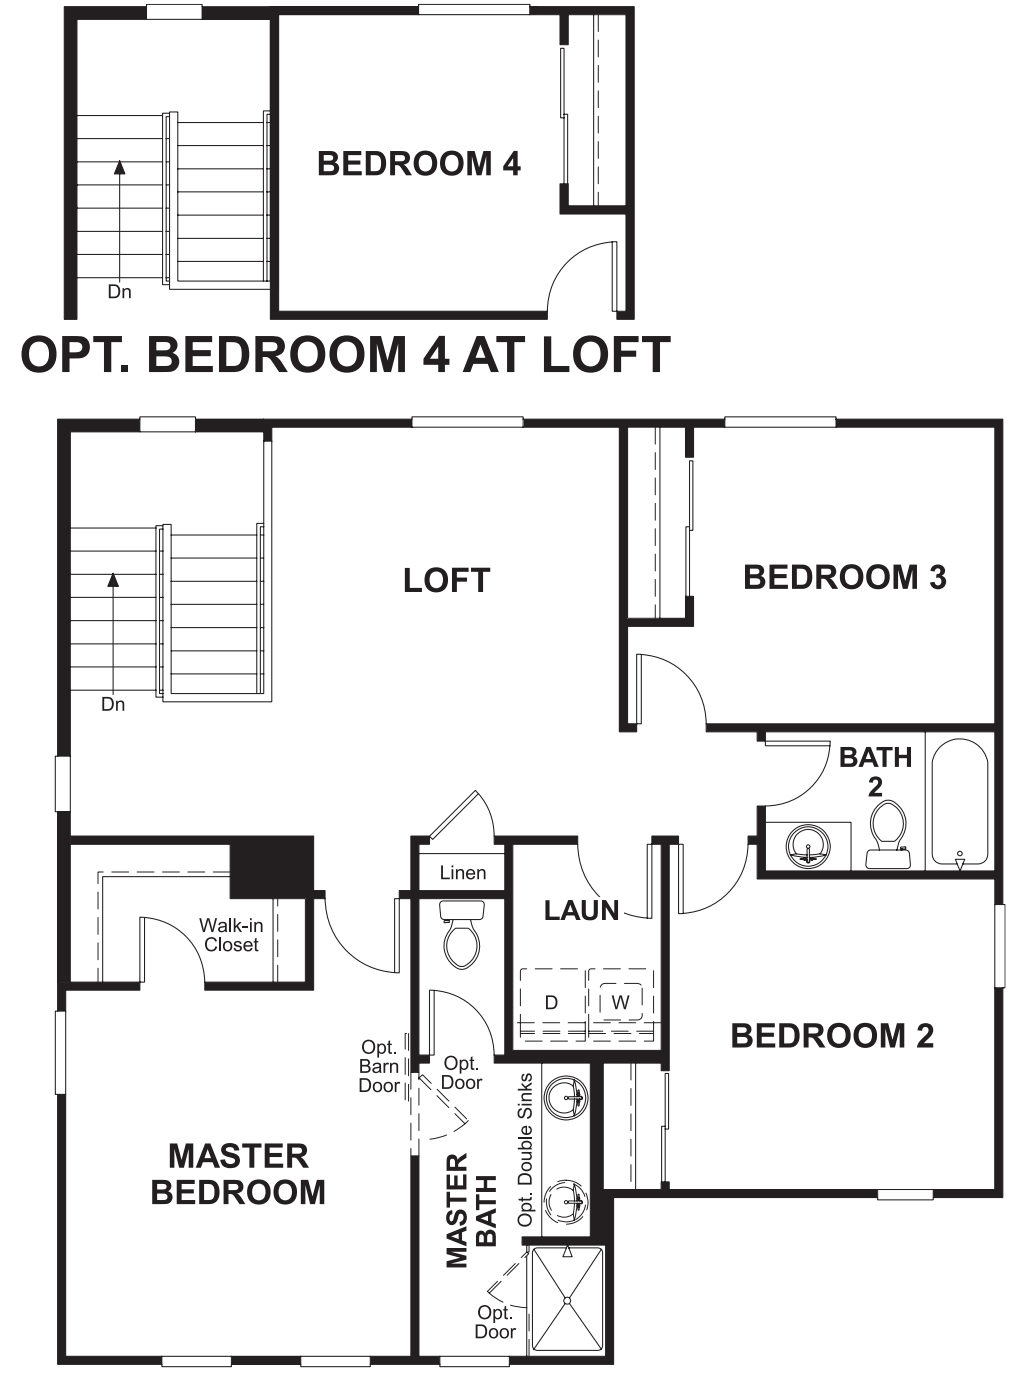 BEDROOM 4
Dn
OPT. BEDROOM 4 AT LOFT
LOFT
BEDROOM 3
Dn
BATH
2
Linen
LAUN
Walk-in
Closet
D
W
BEDROOM 2
Opt.
Barn
Door
Opt.
Door
Opt. Double Sinks
MASTER
BEDROOM
MASTER
BATH
Opt.
Door